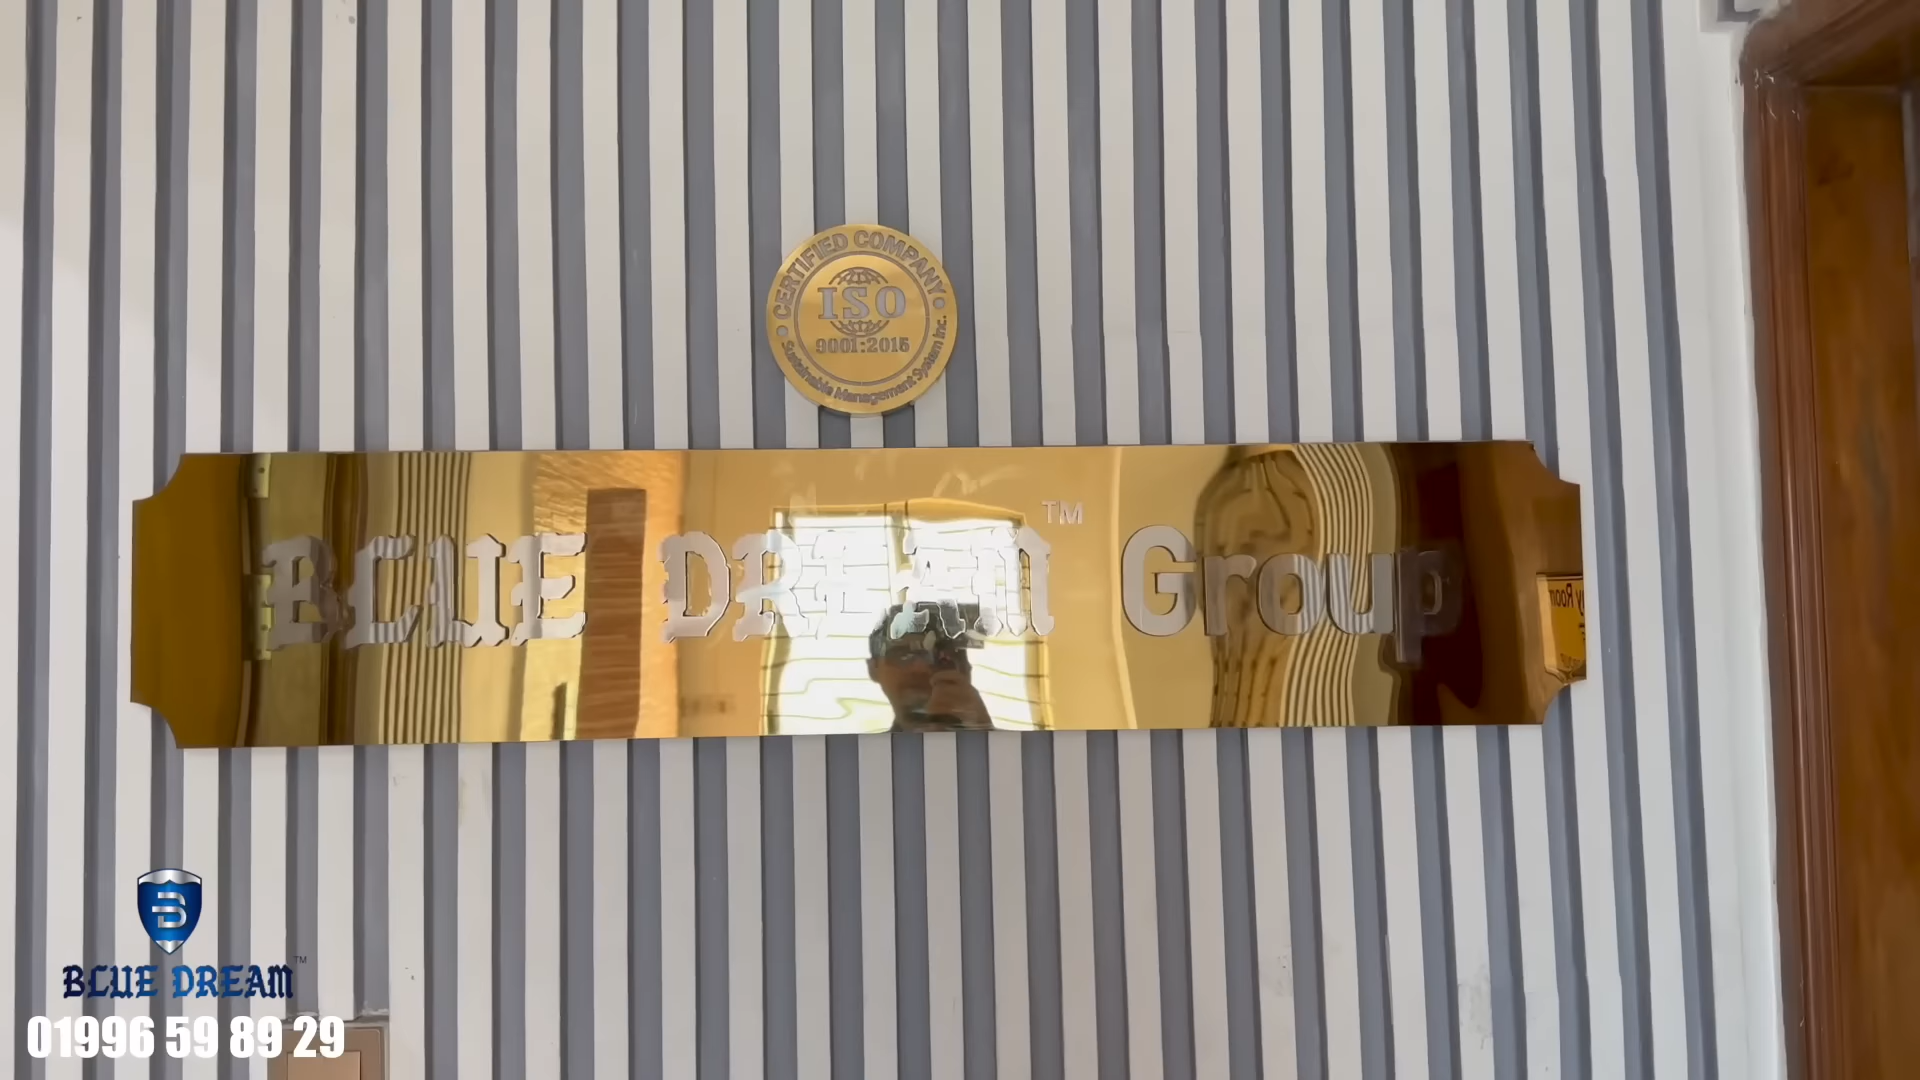 CERTIFIED COMPANY
ISO
9001:2015
Sustainable Management System Inc.
BLUE DREAM™ Group
BLUE DREAM™
01996 59 89 29